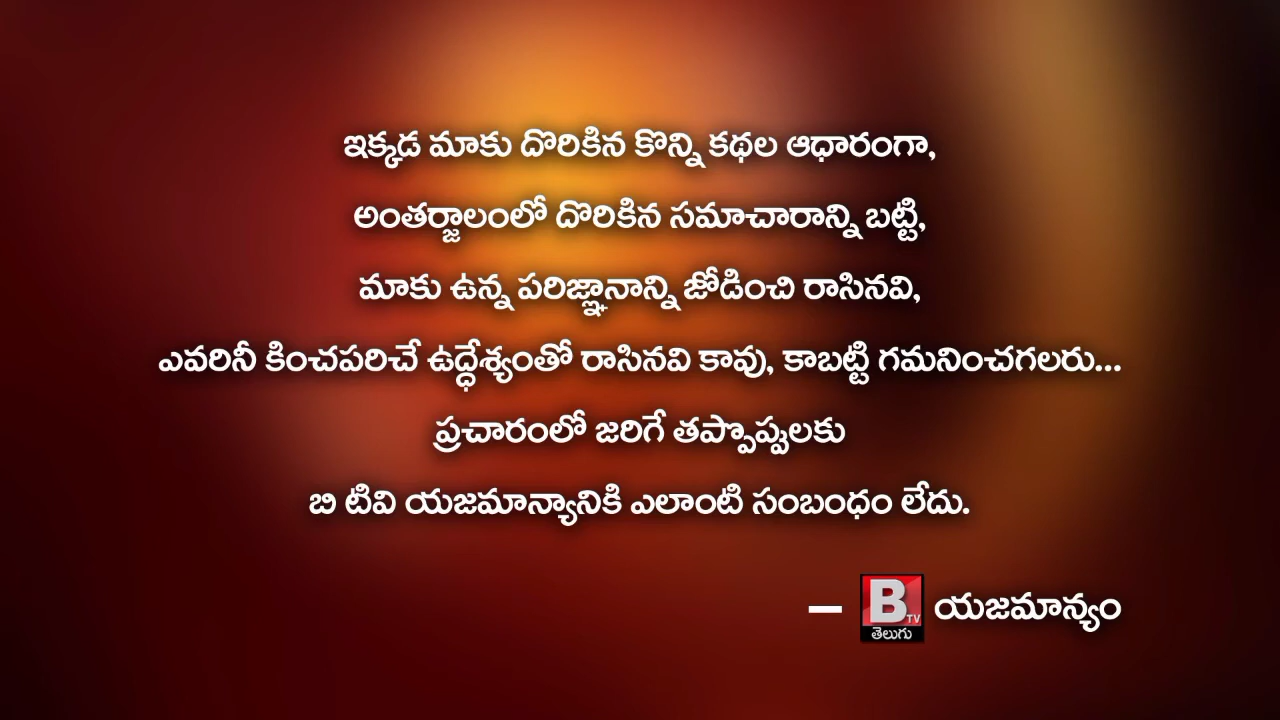 ఇక్కడ మాకు దొరికిన కొన్ని కథల ఆధారంగా,
అంతర్జాలంలో దొరికిన సమాచారాన్ని బట్టి,
మాకు ఉన్న పరిజ్ఞానాన్ని జోడించి రాసినవి,
ఎవరినీ కించపరిచే ఉద్ధేశ్యంతో రాసినవి కావు, కాబట్టి గమనించగలరు...
ప్రచారంలో జరిగే తప్పొప్పులకు
బి టివి యజమాన్యానికి ఎలాంటి సంబంధం లేదు.
– B TV తెలుగు యజమాన్యం